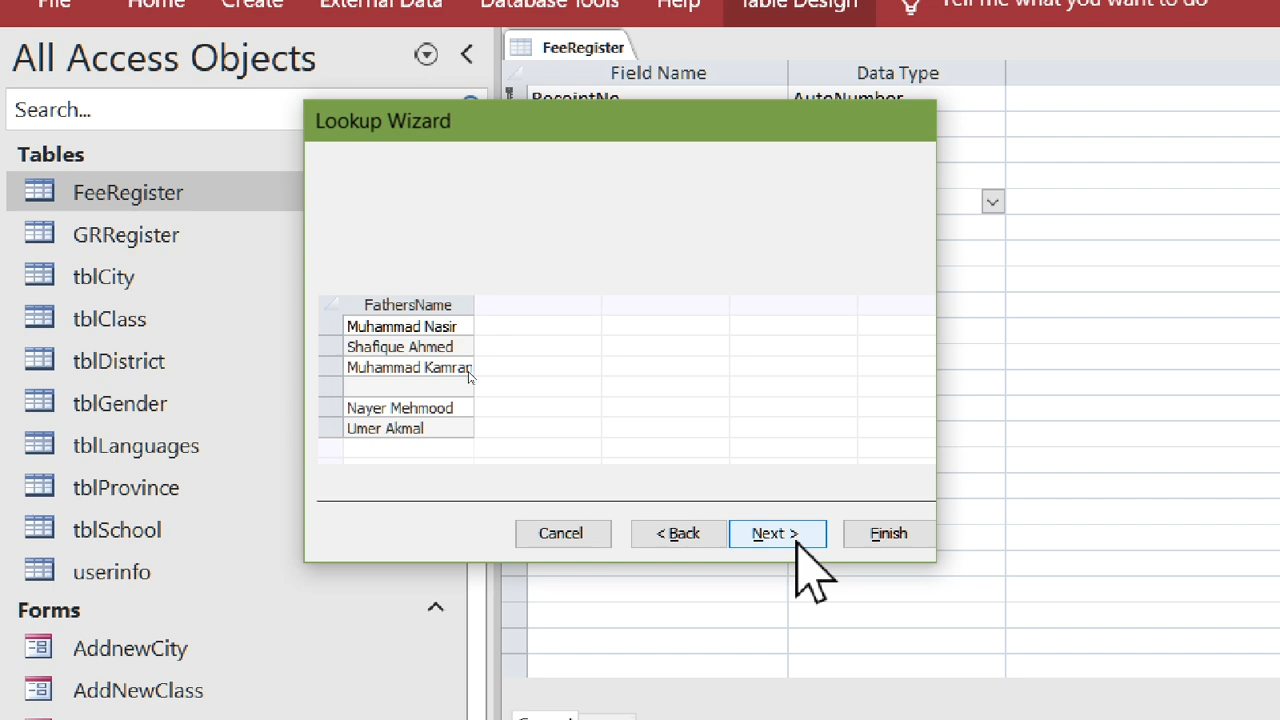 File Home Create External Data Database Tools Help Table Design Tell me what you want to do
All Access Objects
Search...
Tables
FeeRegister
GRRegister
tblCity
tblClass
tblDistrict
tblGender
tblLanguages
tblProvince
tblSchool
userinfo
Forms
AddnewCity
AddNewClass
FeeRegister
Field Name Data Type
ReceiptNo AutoNumber
Lookup Wizard
FathersName
Muhammad Nasir
Shafique Ahmed
Muhammad Kamran
Nayer Mehmood
Umer Akmal
Cancel < Back Next > Finish